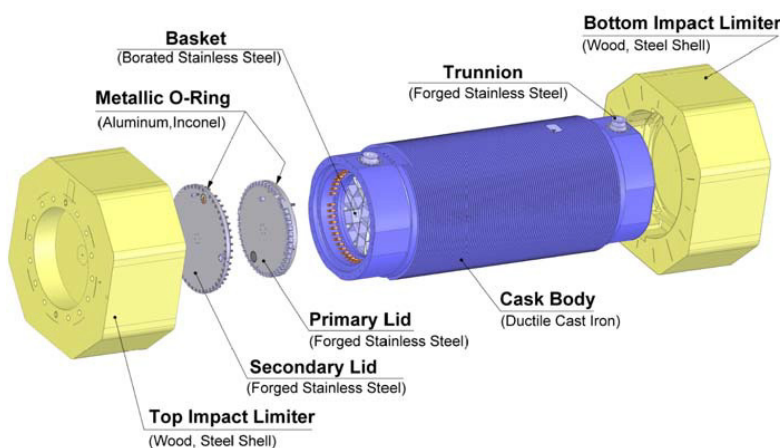 Bottom Impact Limiter
(Wood, Steel Shell)
Basket
(Borated Stainless Steel)
Trunnion
(Forged Stainless Steel)
Metallic O-Ring
(Aluminum,Inconel)
Cask Body
(Ductile Cast Iron)
Primary Lid
(Forged Stainless Steel)
Secondary Lid
(Forged Stainless Steel)
Top Impact Limiter
(Wood, Steel Shell)